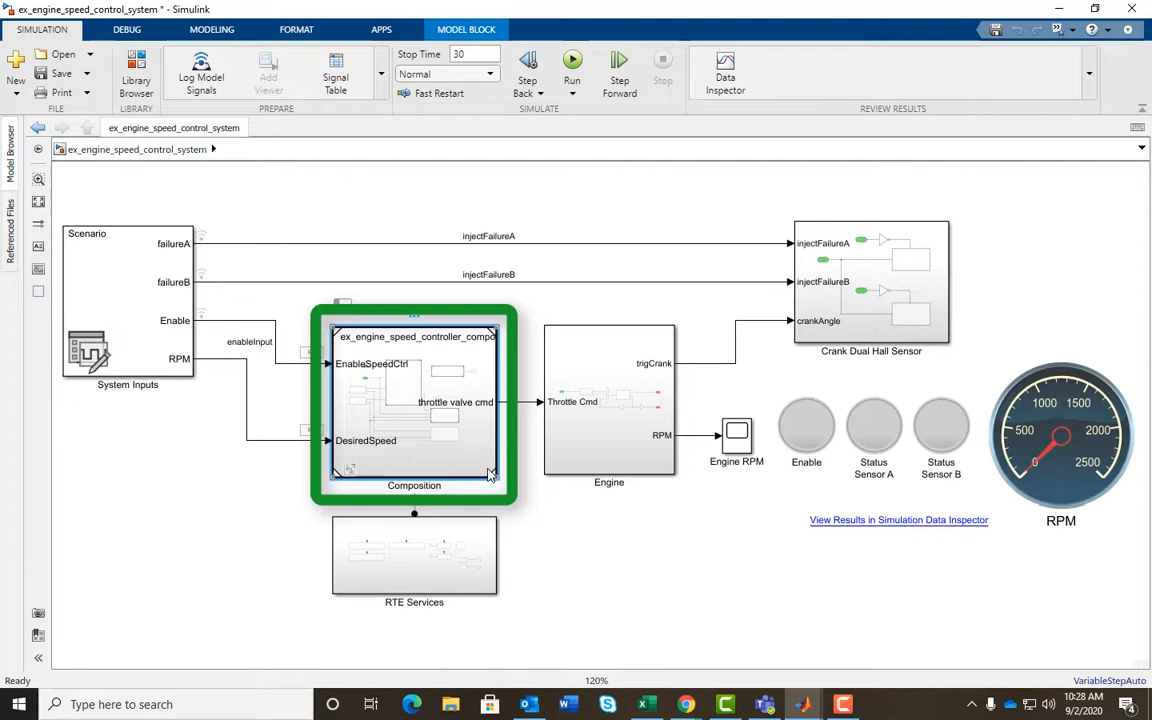 ex_engine_speed_control_system * - Simulink
SIMULATION
DEBUG
MODELING
FORMAT
APPS
MODEL BLOCK
New
Open
Save
Print
FILE
Library
Browser
LIBRARY
Log Model
Signals
Add
Viewer
Signal
Table
PREPARE
Stop Time 30
Normal
Fast Restart
Step
Back
Run
Step
Forward
Stop
SIMULATE
Data
Inspector
REVIEW RESULTS
Model Browser
Referenced Files
ex_engine_speed_control_system
ex_engine_speed_control_system
Scenario
failureA
failureB
Enable
RPM
System Inputs
injectFailureA
injectFailureB
enableInput
ex_engine_speed_controller_compo
EnableSpeedCtrl
throttle valve cmd
DesiredSpeed
Composition
RTE Services
trigCrank
Throttle Cmd
RPM
Engine
injectFailureA
injectFailureB
crankAngle
Crank Dual Hall Sensor
Engine RPM
Enable
Status
Sensor A
Status
Sensor B
0
500
1000
1500
2000
2500
RPM
View Results in Simulation Data Inspector
Ready
120%
VariableStepAuto
Type here to search
10:28 AM
9/2/2020
4